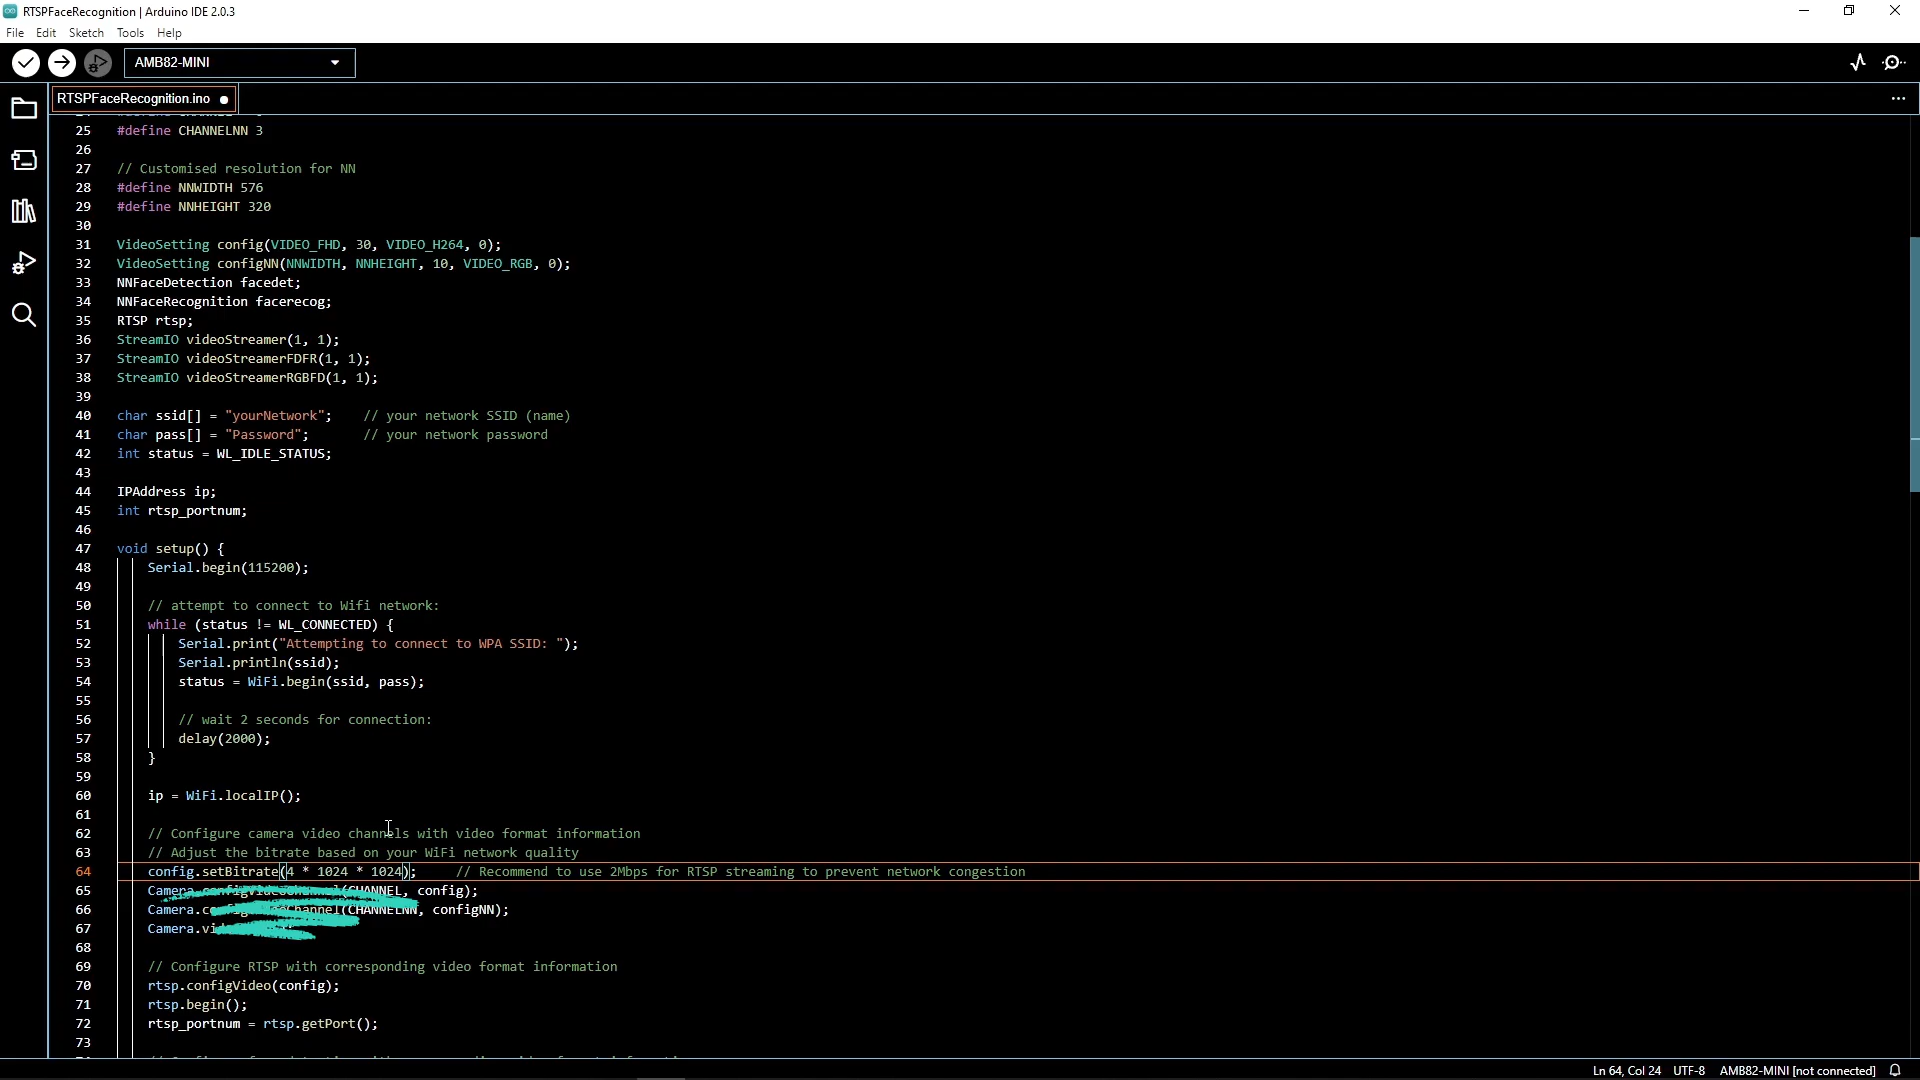 RTSPFaceRecognition | Arduino IDE 2.0.3
File Edit Sketch Tools Help
AMB82-MINI
RTSPFaceRecognition.ino
25 #define CHANNELNN 3
26
27 // Customised resolution for NN
28 #define NNWIDTH 576
29 #define NNHEIGHT 320
30
31 VideoSetting config(VIDEO_FHD, 30, VIDEO_H264, 0);
32 VideoSetting configNN(NNWIDTH, NNHEIGHT, 10, VIDEO_RGB, 0);
33 NNFaceDetection facedet;
34 NNFaceRecognition facerecog;
35 RTSP rtsp;
36 StreamIO videoStreamer(1, 1);
37 StreamIO videoStreamerFDFR(1, 1);
38 StreamIO videoStreamerRGBFD(1, 1);
39
40 char ssid[] = "yourNetwork"; // your network SSID (name)
41 char pass[] = "Password"; // your network password
42 int status = WL_IDLE_STATUS;
43
44 IPAddress ip;
45 int rtsp_portnum;
46
47 void setup() {
48 Serial.begin(115200);
49
50 // attempt to connect to Wifi network:
51 while (status != WL_CONNECTED) {
52 Serial.print("Attempting to connect to WPA SSID: ");
53 Serial.println(ssid);
54 status = WiFi.begin(ssid, pass);
55
56 // wait 2 seconds for connection:
57 delay(2000);
58 }
59
60 ip = WiFi.localIP();
61
62 // Configure camera video channels with video format information
63 // Adjust the bitrate based on your WiFi network quality
64 config.setBitrate(4 * 1024 * 1024); // Recommend to use 2Mbps for RTSP streaming to prevent network congestion
65 Camera.configVideoChannel(CHANNEL, config);
66 Camera. (CHANNELNN, configNN);
67 Camera.
68
69 // Configure RTSP with corresponding video format information
70 rtsp.configVideo(config);
71 rtsp.begin();
72 rtsp_portnum = rtsp.getPort();
73
Ln 64, Col 24 UTF-8 AMB82-MINI [not connected]